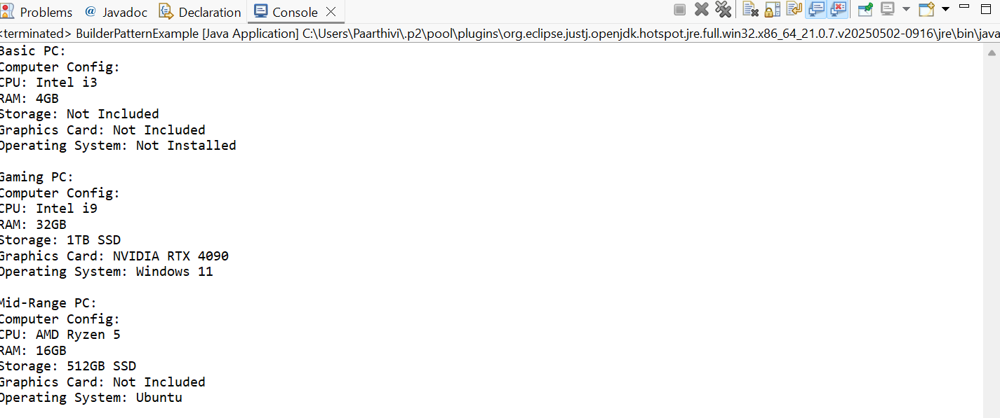 Problems @ Javadoc Declaration Console
<terminated> BuilderPatternExample [Java Application] C:\Users\Paarthivi\.p2\pool\plugins\org.eclipse.justj.openjdk.hotspot.jre.full.win32.x86_64_21.0.7.v20250502-0916\jre\bin\java
Basic PC:
Computer Config:
CPU: Intel i3
RAM: 4GB
Storage: Not Included
Graphics Card: Not Included
Operating System: Not Installed
Gaming PC:
Computer Config:
CPU: Intel i9
RAM: 32GB
Storage: 1TB SSD
Graphics Card: NVIDIA RTX 4090
Operating System: Windows 11
Mid-Range PC:
Computer Config:
CPU: AMD Ryzen 5
RAM: 16GB
Storage: 512GB SSD
Graphics Card: Not Included
Operating System: Ubuntu